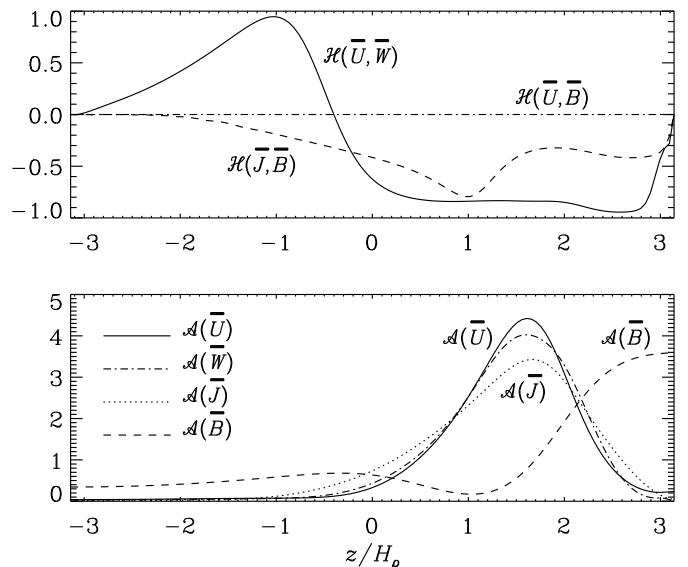 1.0
0.5
0.0
−0.5
−1.0
ℋ(U̅, W̅)
ℋ(U̅, B̅)
ℋ(J̅, B̅)
−3 −2 −1 0 1 2 3
5
4
3
2
1
0
𝒜(U̅)
𝒜(W̅)
𝒜(J̅)
𝒜(B̅)
𝒜(U̅)
𝒜(B̅)
𝒜(J̅)
−3 −2 −1 0 1 2 3
z/Hρ